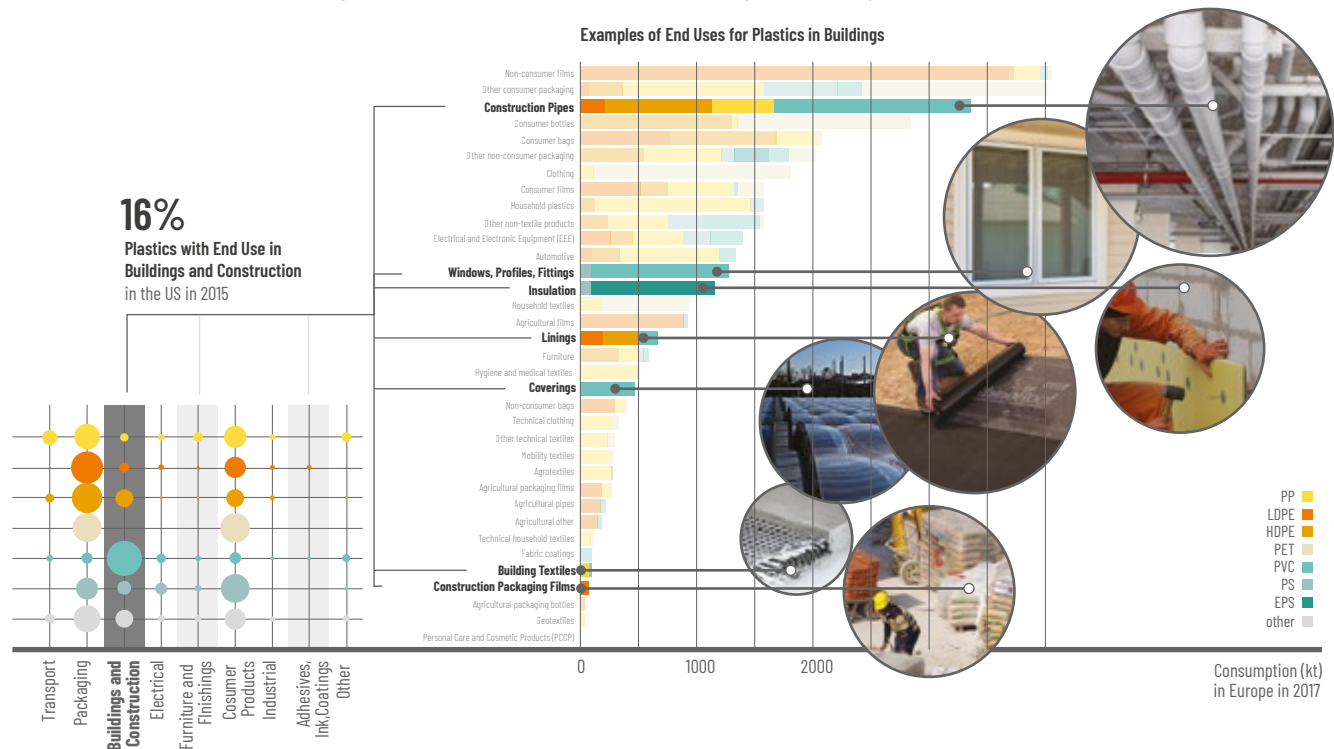 Examples of End Uses for Plastics in Buildings
Non-consumer films
Other consumer packaging
Construction Pipes
Consumer bottles
Consumer bags
Other non-consumer packaging
Clothing
Consumer films
Household plastics
Other non-textile products
Electrical and Electronic Equipment (EEE)
Automotive
Windows, Profiles, Fittings
Insulation
Household textiles
Agricultural films
Linings
Furniture
Hygiene and medical textiles
Coverings
Non-consumer bags
Technical clothing
Other technical textiles
Mobility textiles
Agrotextiles
Agricultural packaging films
Agricultural pipes
Agricultural other
Technical household textiles
Fabric coatings
Building Textiles
Construction Packaging Films
Agricultural packaging bottles
Geotextiles
Personal Care and Cosmetic Products (PCCP)
0
1000
2000
Consumption (kt)
in Europe in 2017
16%
Plastics with End Use in
Buildings and Construction
in the US in 2015
Transport
Packaging
Buildings and
Construction
Electrical
Furniture and
FInishings
Cosumer
Products
Industrial
Adhesives,
Ink,Coatings
Other
PP
LDPE
HDPE
PET
PVC
PS
EPS
other